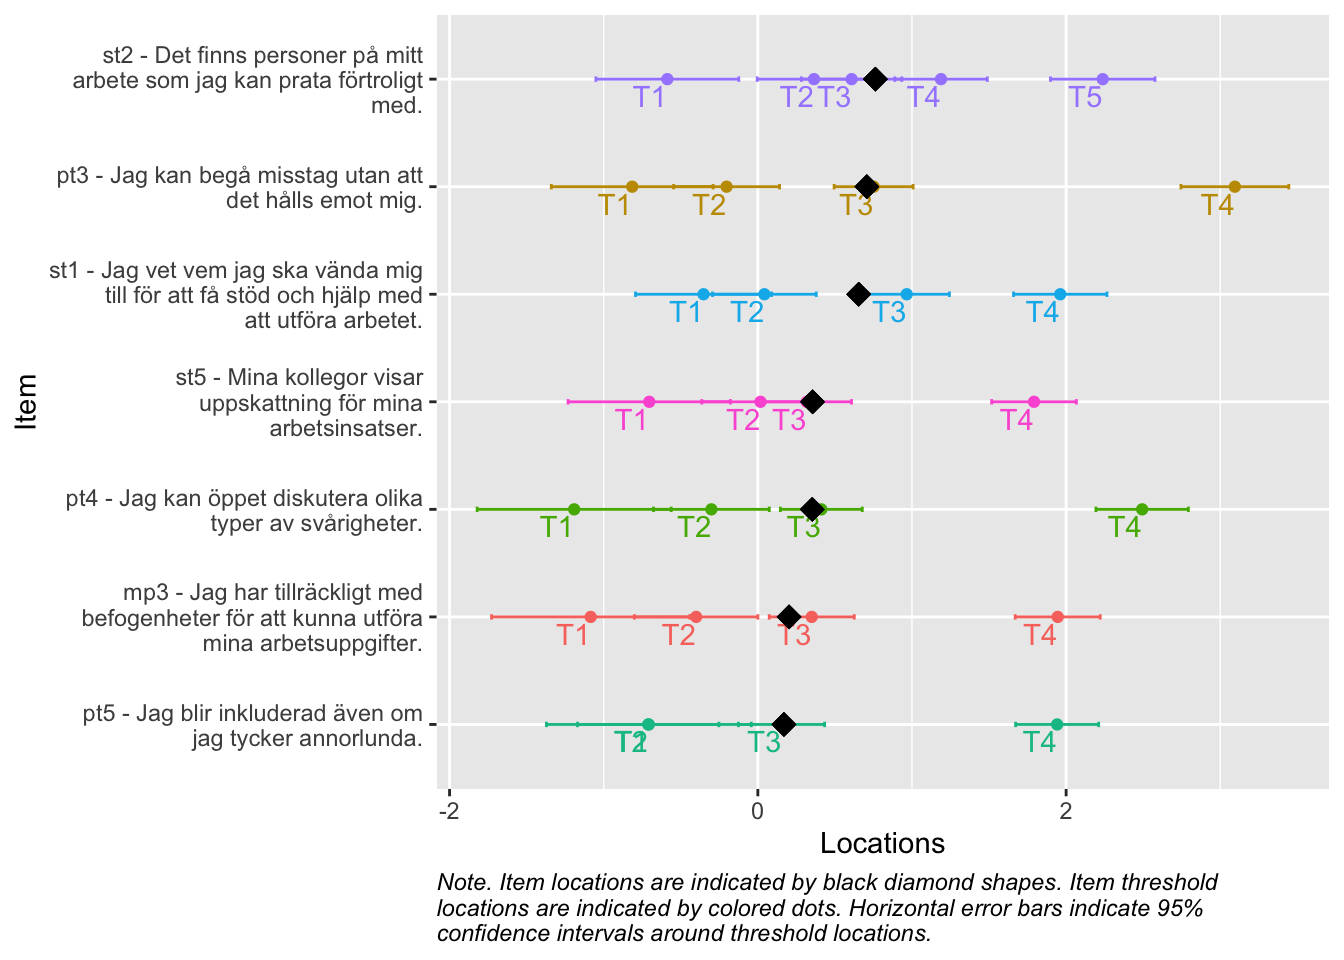 st2 - Det finns personer på mitt
arbete som jag kan prata förtroligt
med.
T1
T2
T3
T4
T5
pt3 - Jag kan begå misstag utan att
det hålls emot mig.
T1
T2
T3
T4
st1 - Jag vet vem jag ska vända mig
till för att få stöd och hjälp med
att utföra arbetet.
T1
T2
T3
T4
st5 - Mina kollegor visar
uppskattning för mina
arbetsinsatser.
T1
T2
T3
T4
pt4 - Jag kan öppet diskutera olika
typer av svårigheter.
T1
T2
T3
T4
mp3 - Jag har tillräckligt med
befogenheter för att kunna utföra
mina arbetsuppgifter.
T1
T2
T3
T4
pt5 - Jag blir inkluderad även om
jag tycker annorlunda.
T1
T2
T3
T4
Item
-2
0
2
Locations
Note. Item locations are indicated by black diamond shapes. Item threshold
locations are indicated by colored dots. Horizontal error bars indicate 95%
confidence intervals around threshold locations.